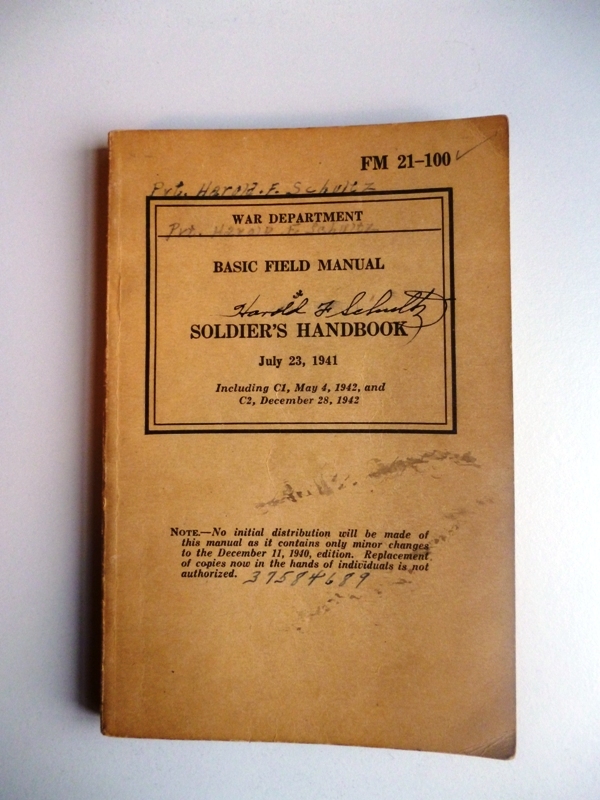 FM 21-100
Pvt. Harold. F. Schultz
WAR DEPARTMENT
Pvt. Harold F. Schultz
BASIC FIELD MANUAL
Harold F Schultz
SOLDIER'S HANDBOOK
July 23, 1941
Including C1, May 4, 1942, and
C2, December 28, 1942
NOTE.—No initial distribution will be made of
this manual as it contains only minor changes
to the December 11, 1940, edition. Replacement
of copies now in the hands of individuals is not
authorized. 37584689